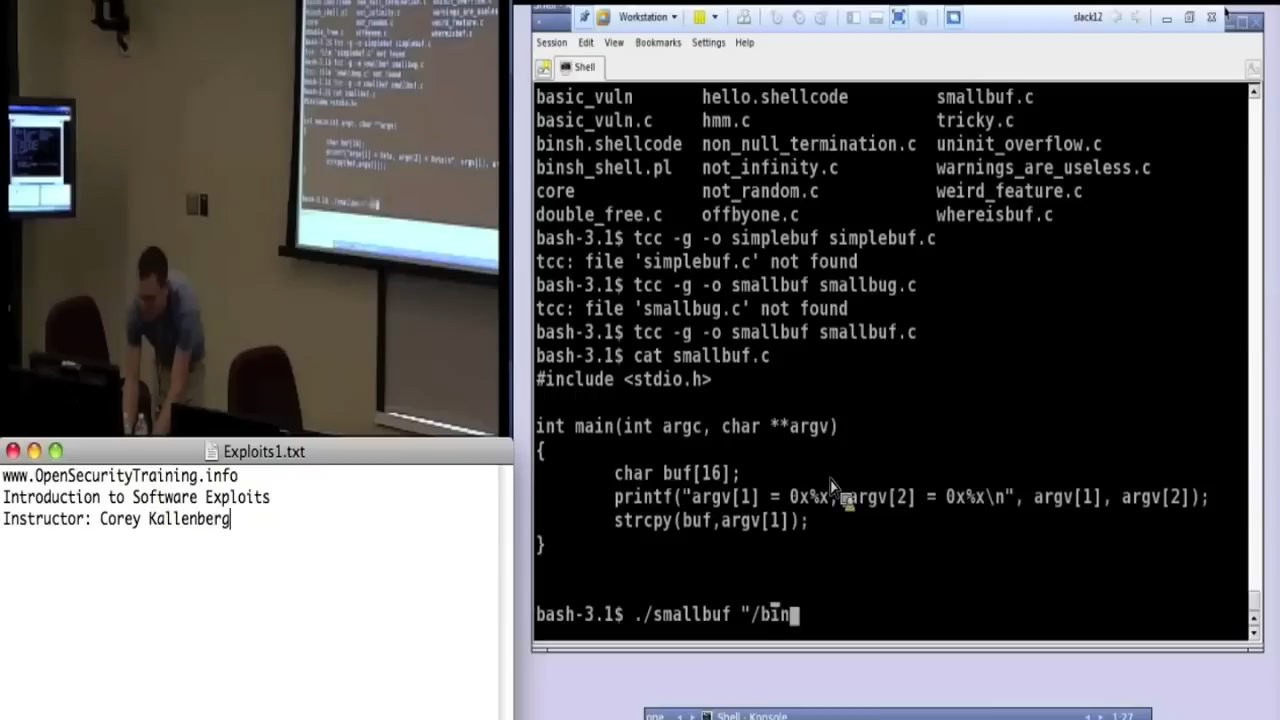 Workstation
slack12
Session Edit View Bookmarks Settings Help
Shell
basic_vuln hello.shellcode smallbuf.c
basic_vuln.c hmm.c tricky.c
binsh.shellcode non_null_termination.c uninit_overflow.c
binsh_shell.pl not_infinity.c warnings_are_useless.c
core not_random.c weird_feature.c
double_free.c offbyone.c whereisbuf.c
bash-3.1$ tcc -g -o simplebuf simplebuf.c
tcc: file 'simplebuf.c' not found
bash-3.1$ tcc -g -o smallbuf smallbug.c
tcc: file 'smallbug.c' not found
bash-3.1$ tcc -g -o smallbuf smallbuf.c
bash-3.1$ cat smallbuf.c
#include <stdio.h>
int main(int argc, char **argv)
{
char buf[16];
printf("argv[1] = 0x%x, argv[2] = 0x%x\n", argv[1], argv[2]);
strcpy(buf,argv[1]);
}
bash-3.1$ ./smallbuf "/bin
Exploits1.txt
www.OpenSecurityTraining.info
Introduction to Software Exploits
Instructor: Corey Kallenberg
Shell - Konsole
1:27